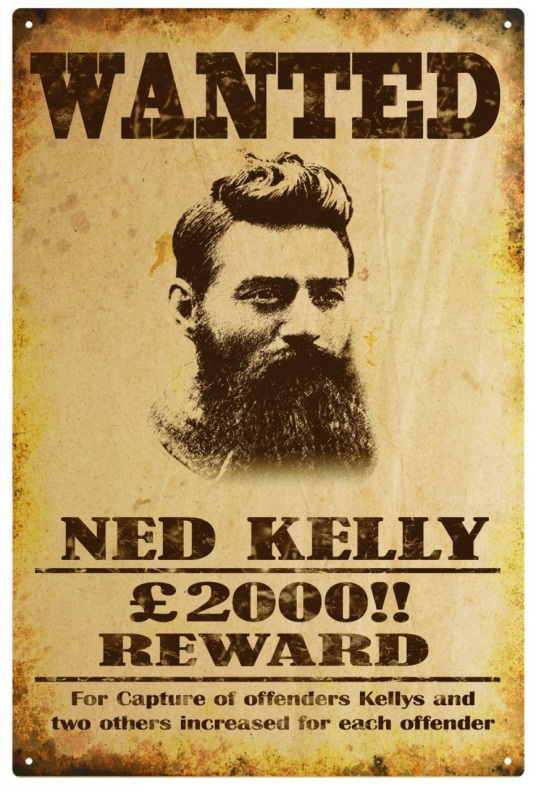 WANTED
NED KELLY
£2000!!
REWARD
For Capture of offenders Kellys and
two others increased for each offender